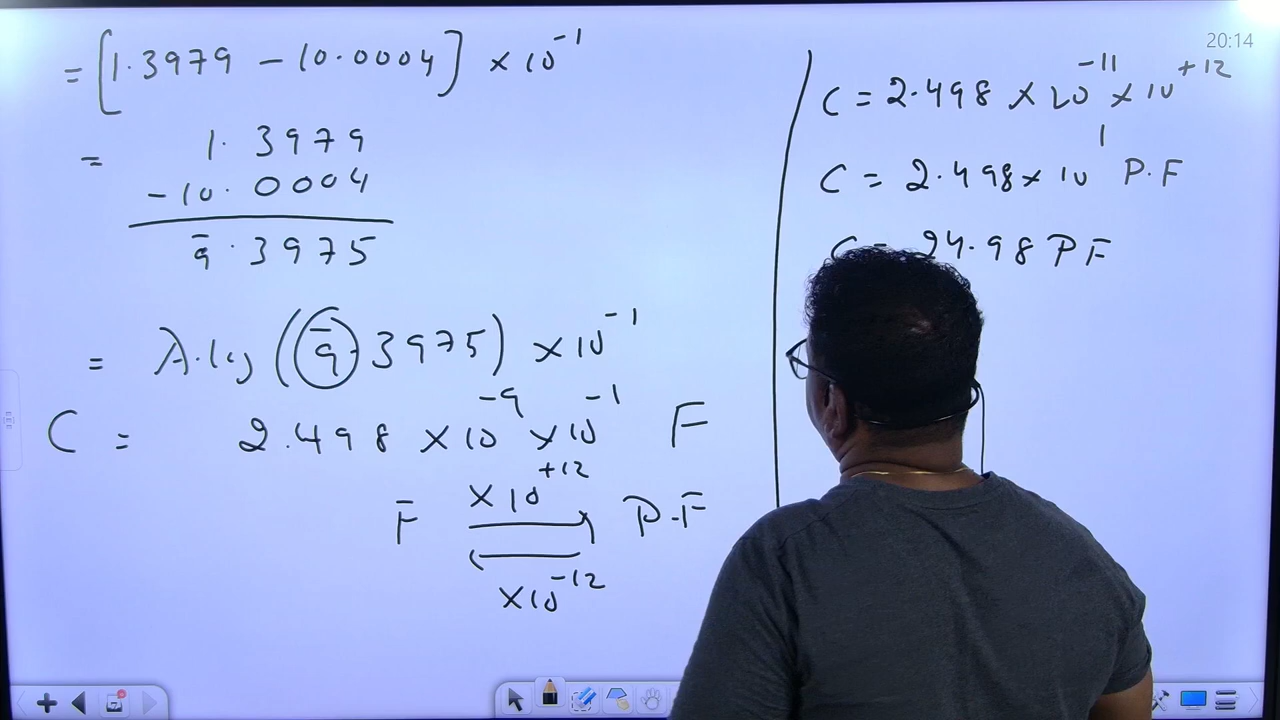 = [1.3979 - 10.0004] × 10⁻¹
= 1.3979
-10.0004
9̄.3975
= A.log (9̄.3975) × 10⁻¹
C = 2.498 × 10⁻⁹ × 10⁻¹ F
F ×10⁺¹² P.F
×10⁻¹²
20:14
C = 2.498 × 10⁻¹¹ × 10⁺¹²
C = 2.498 × 10¹ P.F
C = 24.98 PF